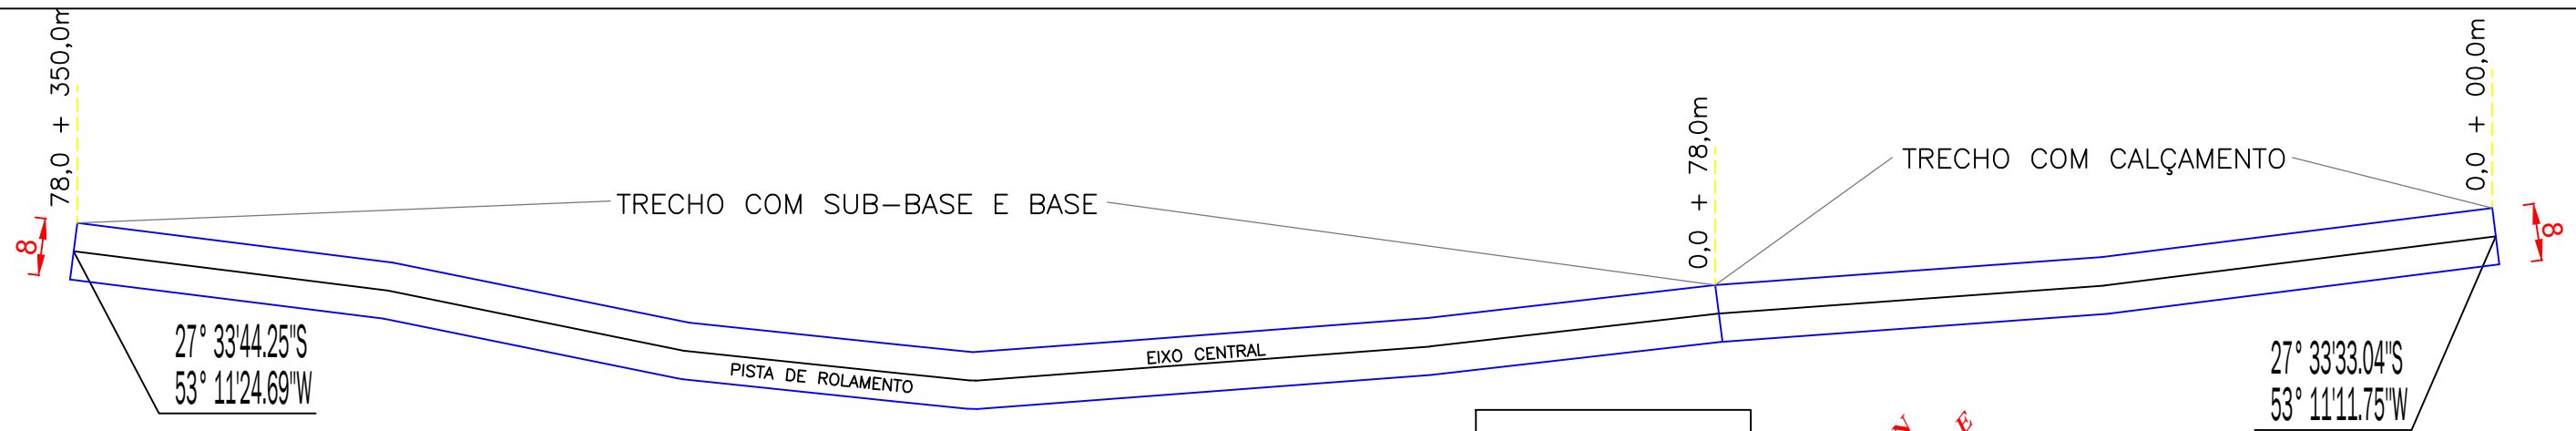 78,0 + 350,0m
0,0 + 78,0m
0,0 + 00,0m
TRECHO COM CALÇAMENTO
TRECHO COM SUB-BASE E BASE
8
8
EIXO CENTRAL
PISTA DE ROLAMENTO
27° 33'44.25"S
53° 11'24.69"W
27° 33'33.04"S
53° 11'11.75"W
E